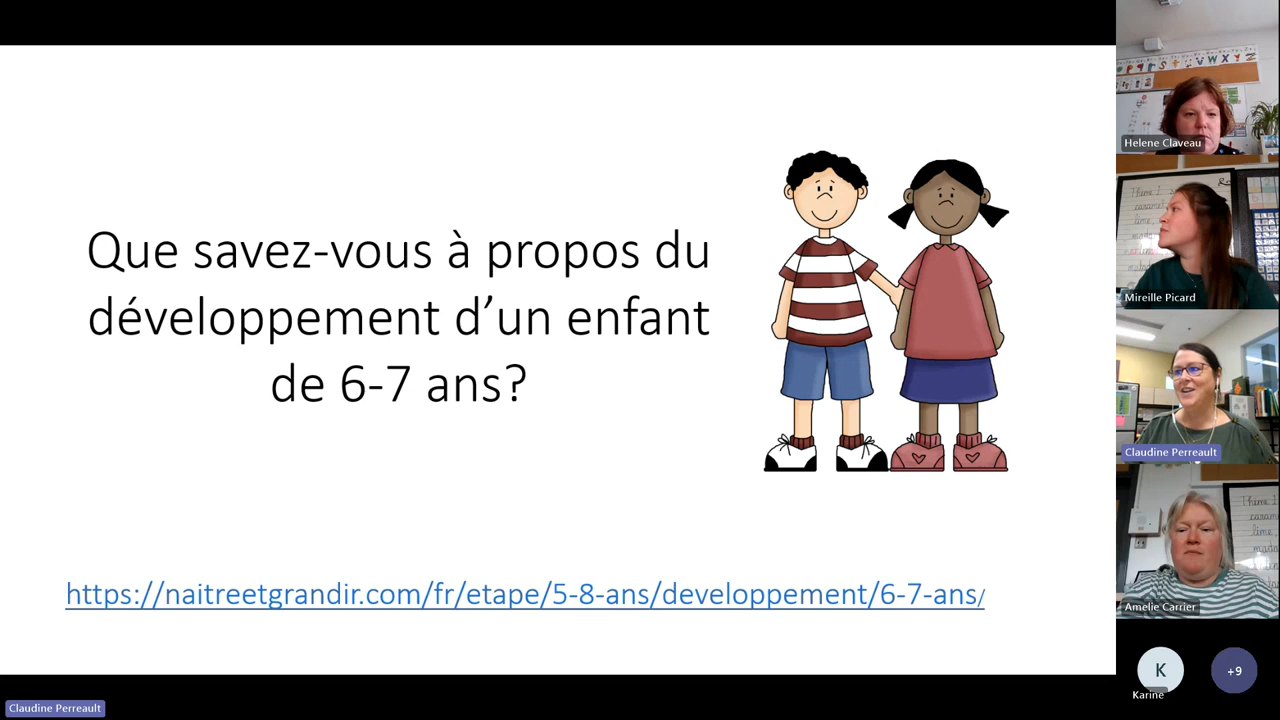 Que savez-vous à propos du
développement d'un enfant
de 6-7 ans?
https://naitreetgrandir.com/fr/etape/5-8-ans/developpement/6-7-ans/
Helene Claveau
Mireille Picard
Claudine Perreault
Amelie Carrier
K
Karine
+9
Claudine Perreault